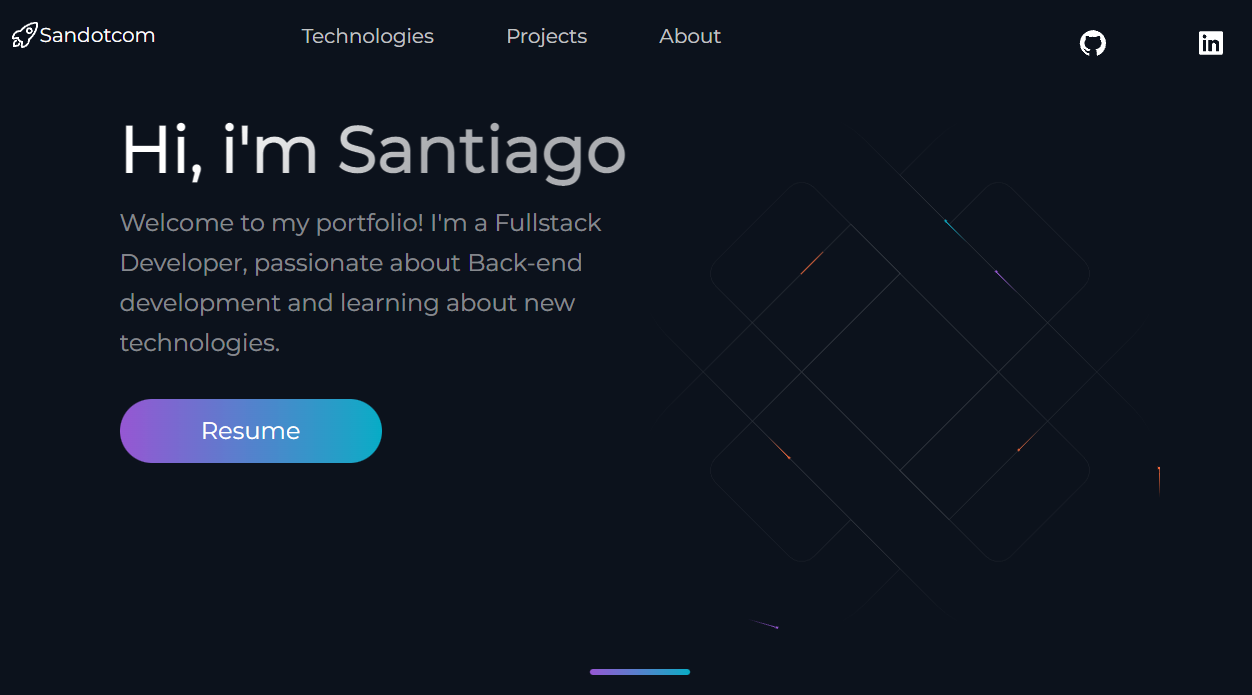 Sandotcom
Technologies
Projects
About
Hi, i'm Santiago
Welcome to my portfolio! I'm a Fullstack
Developer, passionate about Back-end
development and learning about new
technologies.
Resume